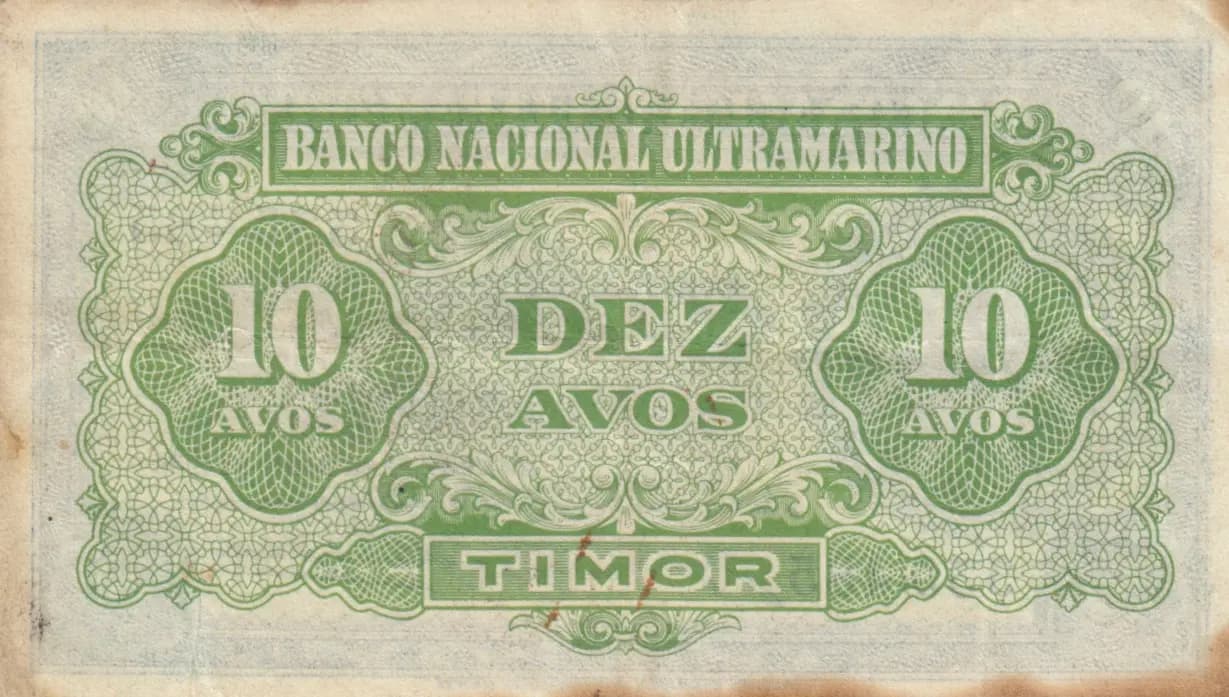 BANCO NACIONAL ULTRAMARINO
10
AVOS
DEZ
AVOS
10
AVOS
TIMOR